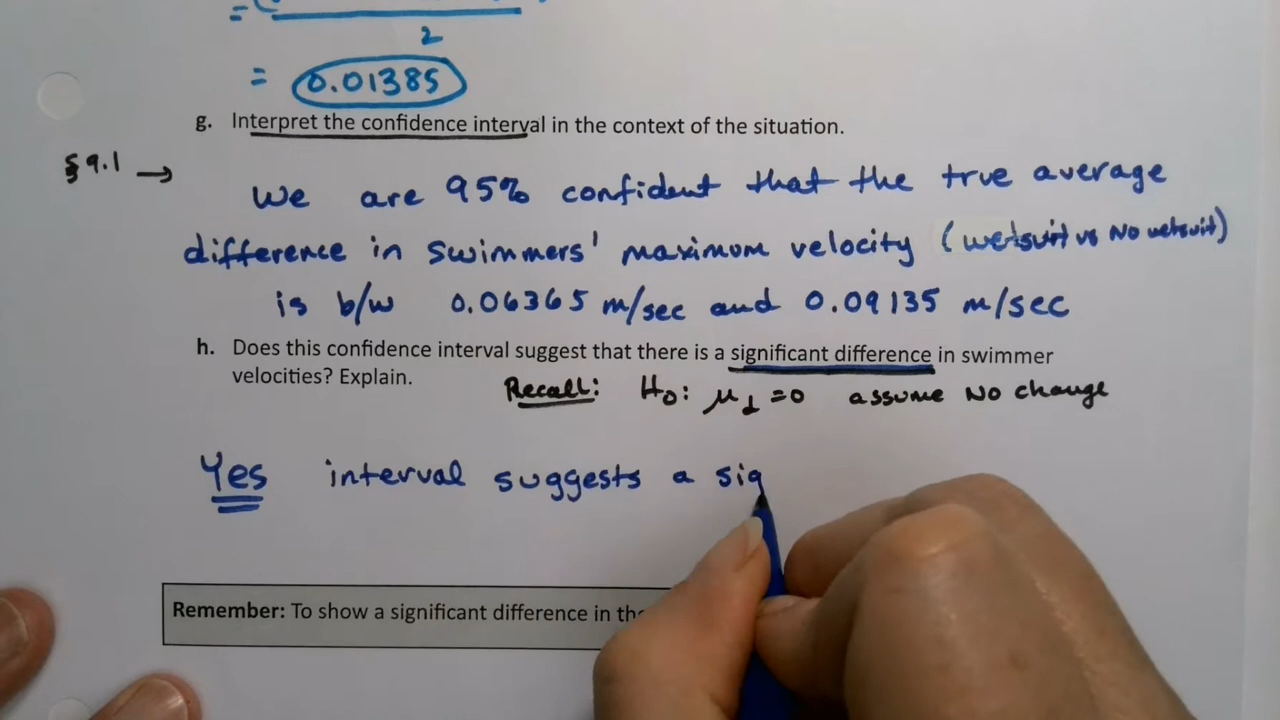 =
2
= 0.01385
g. Interpret the confidence interval in the context of the situation.
§ 9.1 →
We are 95% confident that the true average
difference in swimmers' maximum velocity (wetsuit vs No wetsuit)
is b/w 0.06365 m/sec and 0.09135 m/sec
h. Does this confidence interval suggest that there is a significant difference in swimmer
velocities? Explain.
Recall: H₀: μd = 0 assume No change
Yes interval suggests a sig
Remember: To show a significant difference in the